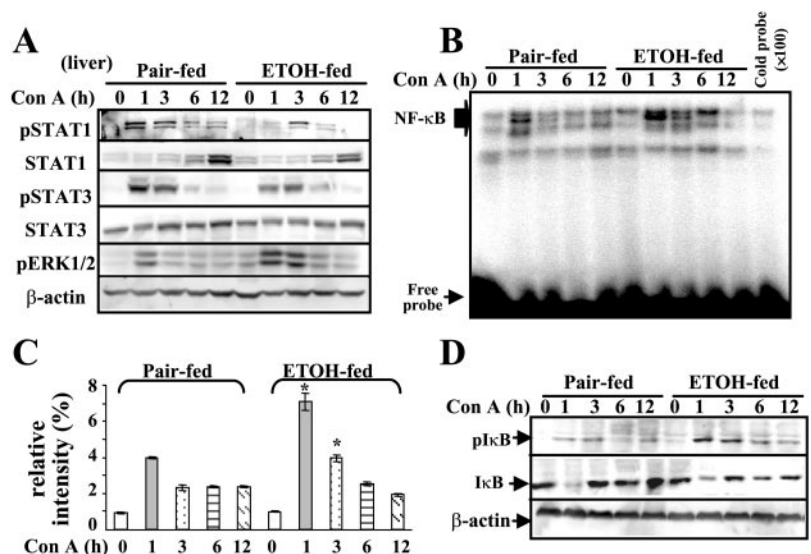 A
(liver) Pair-fed ETOH-fed
Con A (h) 0 1 3 6 12 0 1 3 6 12
pSTAT1
STAT1
pSTAT3
STAT3
pERK1/2
β-actin
B
Pair-fed ETOH-fed
Con A (h) 0 1 3 6 12 0 1 3 6 12
Cold probe
(×100)
NF-κB
Free
probe
C
Pair-fed ETOH-fed
relative
intensity (%)
8
6
4
2
0
* *
Con A (h) 0 1 3 6 12 0 1 3 6 12
D
Pair-fed ETOH-fed
Con A (h) 0 1 3 6 12 0 1 3 6 12
pIκB
IκB
β-actin